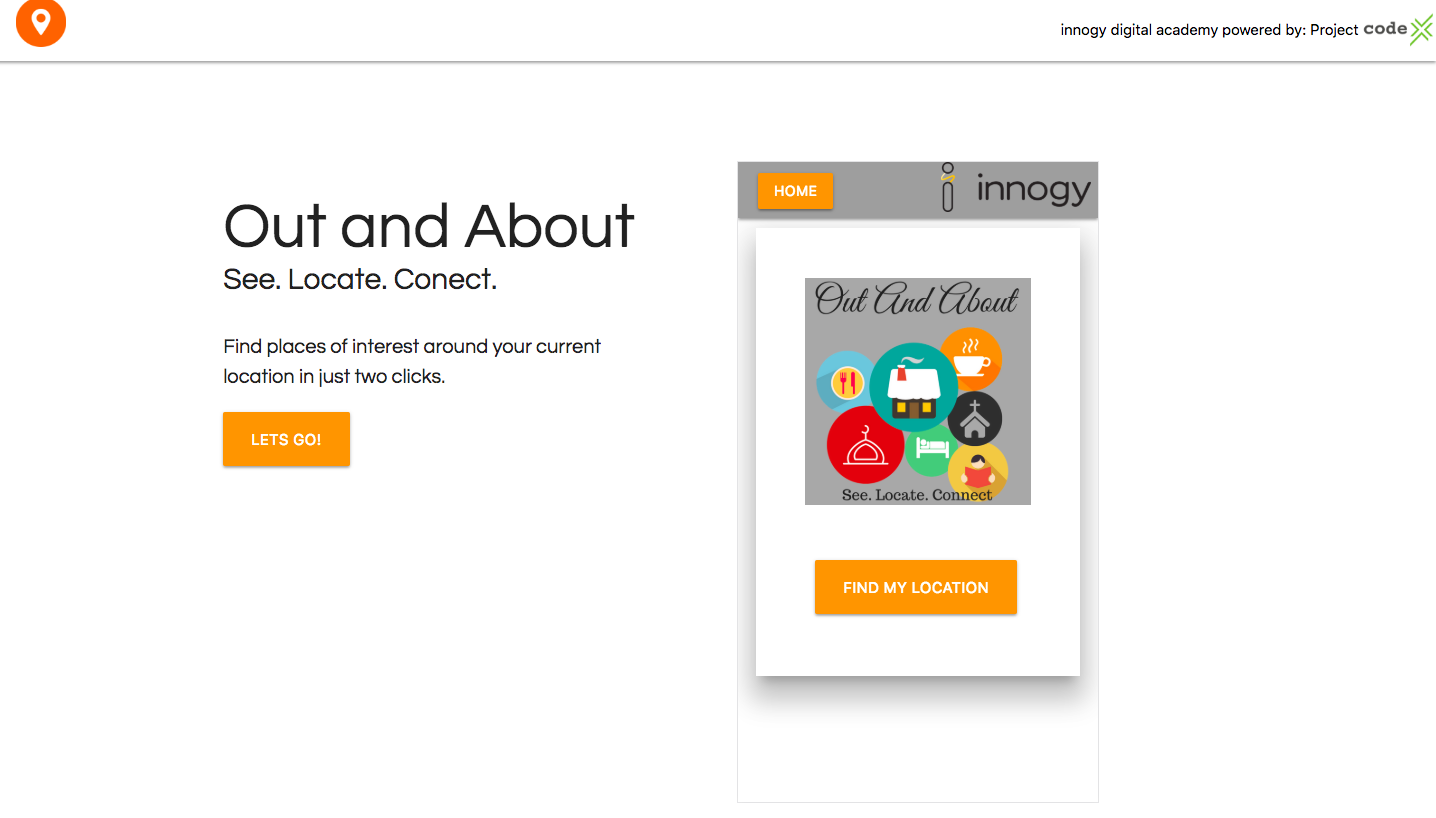 innogy digital academy powered by: Project codeX
Out and About
See. Locate. Conect.
Find places of interest around your current
location in just two clicks.
LETS GO!
HOME
innogy
Out And About
See. Locate. Connect
FIND MY LOCATION